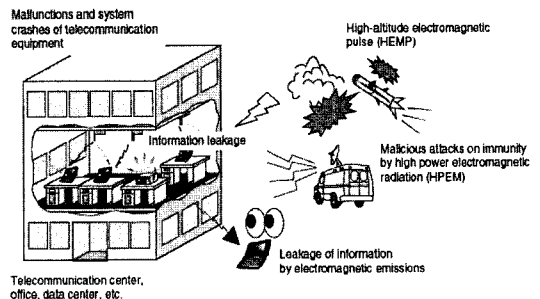 Malfunctions and system
crashes of telecommunication
equipment
High-altitude electromagnetic
pulse (HEMP)
Information leakage
Malicious attacks on immunity
by high power electromagnetic
radiation (HPEM)
Leakage of information
by electromagnetic emissions
Telecommunication center,
office, data center, etc.